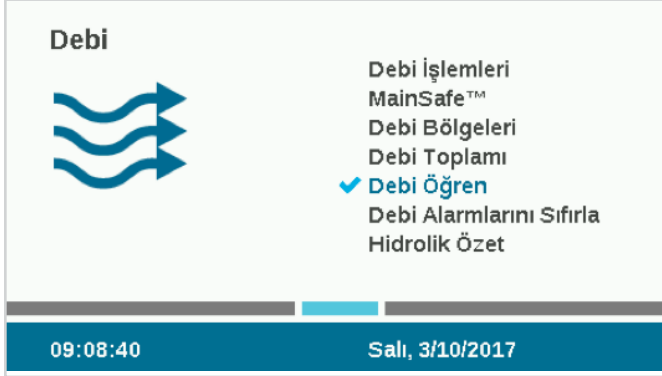 Debi
Debi İşlemleri
MainSafe™
Debi Bölgeleri
Debi Toplamı
Debi Öğren
Debi Alarmlarını Sıfırla
Hidrolik Özet
09:08:40
Salı, 3/10/2017